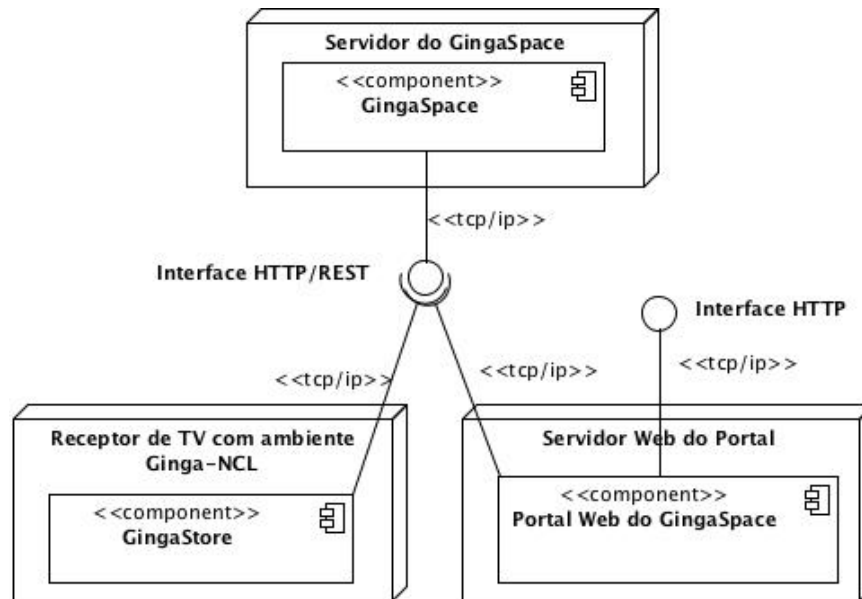 Servidor do GingaSpace
<<component>>
GingaSpace
<<tcp/ip>>
Interface HTTP/REST
Interface HTTP
<<tcp/ip>>
<<tcp/ip>>
<<tcp/ip>>
Receptor de TV com ambiente
Ginga-NCL
<<component>>
GingaStore
Servidor Web do Portal
<<component>>
Portal Web do GingaSpace